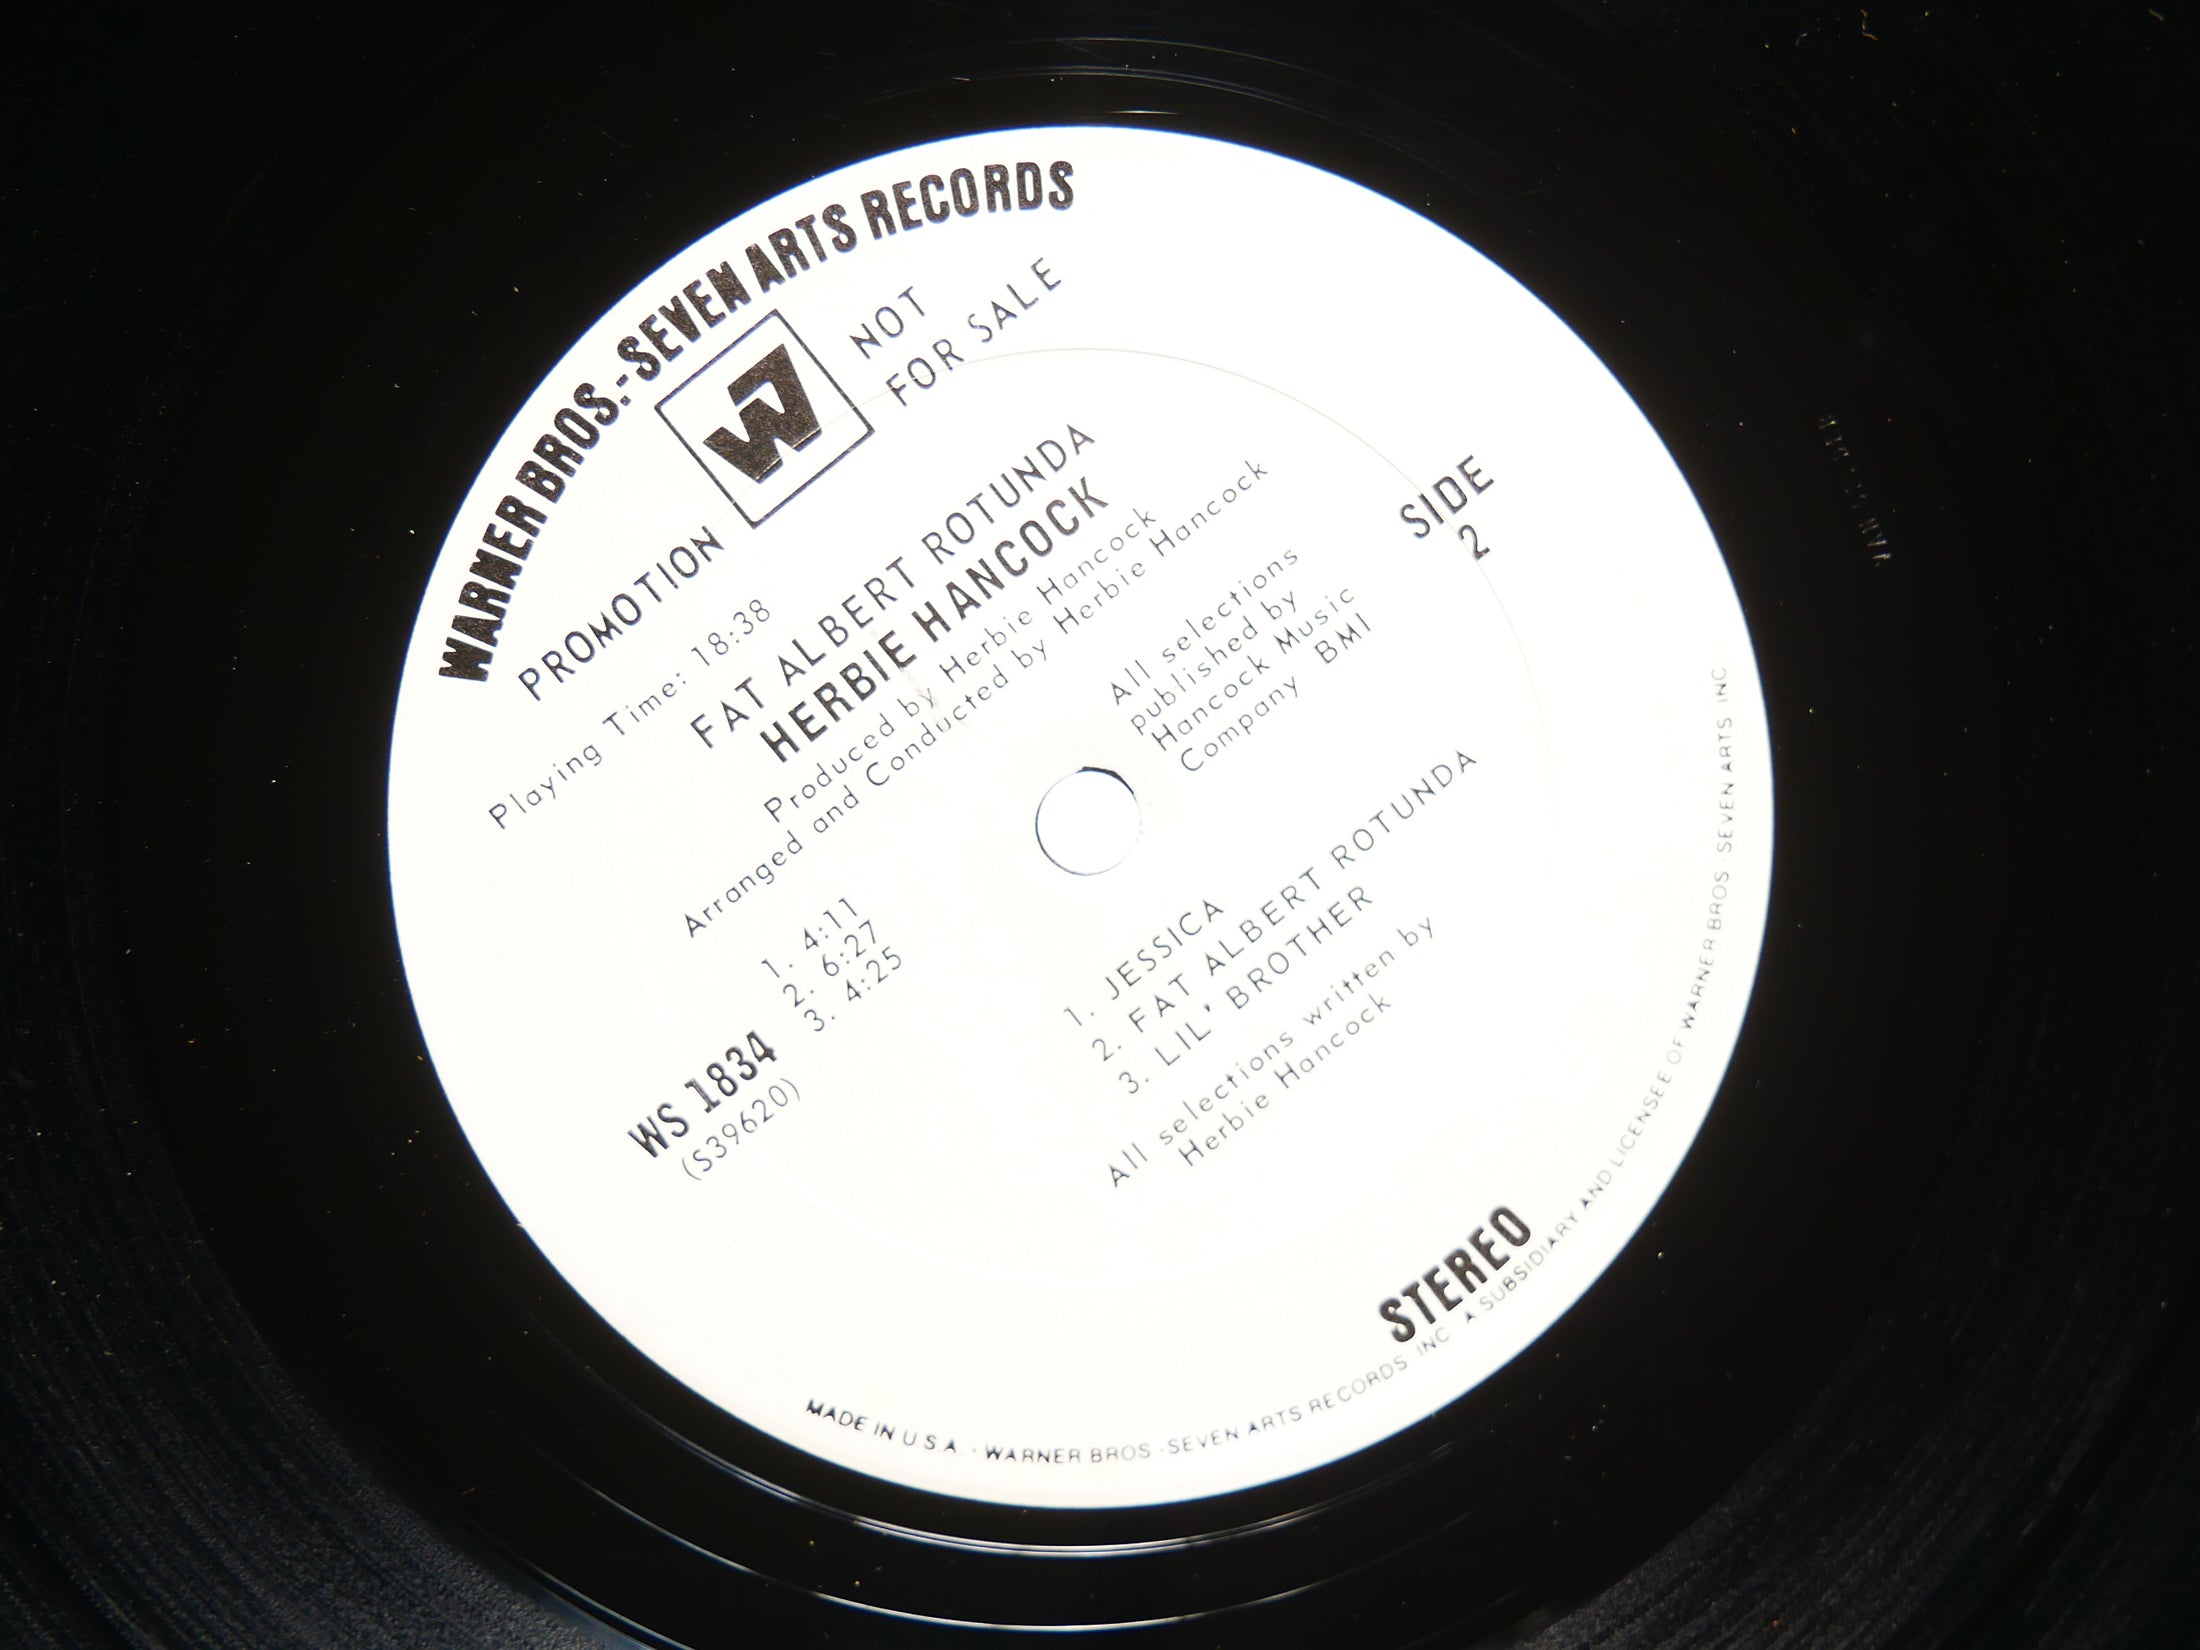 WARNER BROS.-SEVEN ARTS RECORDS
PROMOTION
NOT
FOR SALE
Playing Time: 18:38
FAT ALBERT ROTUNDA
HERBIE HANCOCK
Produced by Herbie Hancock
Arranged and Conducted by Herbie Hancock
SIDE
2
All selections
published by
Hancock Music
Company BMI
1. 4:11
2. 6:27
3. 4:25
WS 1834
(S39620)
1. JESSICA
2. FAT ALBERT ROTUNDA
3. LIL' BROTHER
All selections written by
Herbie Hancock
STEREO
MADE IN U.S.A. · WARNER BROS.-SEVEN ARTS RECORDS INC. A SUBSIDIARY AND LICENSEE OF WARNER BROS.-SEVEN ARTS INC
VAN